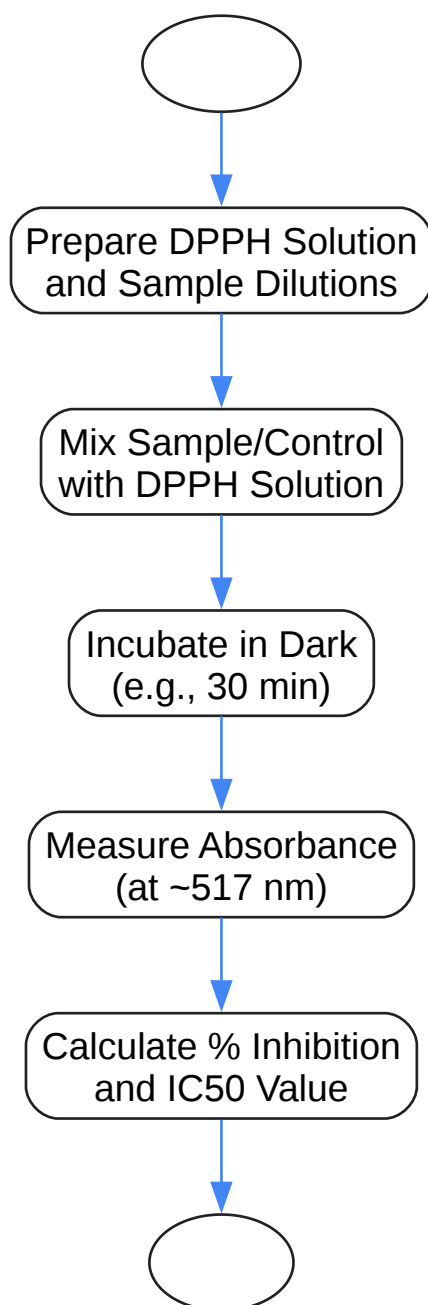 Prepare DPPH Solution
and Sample Dilutions
Mix Sample/Control
with DPPH Solution
Incubate in Dark
(e.g., 30 min)
Measure Absorbance
(at ~517 nm)
Calculate % Inhibition
and IC50 Value